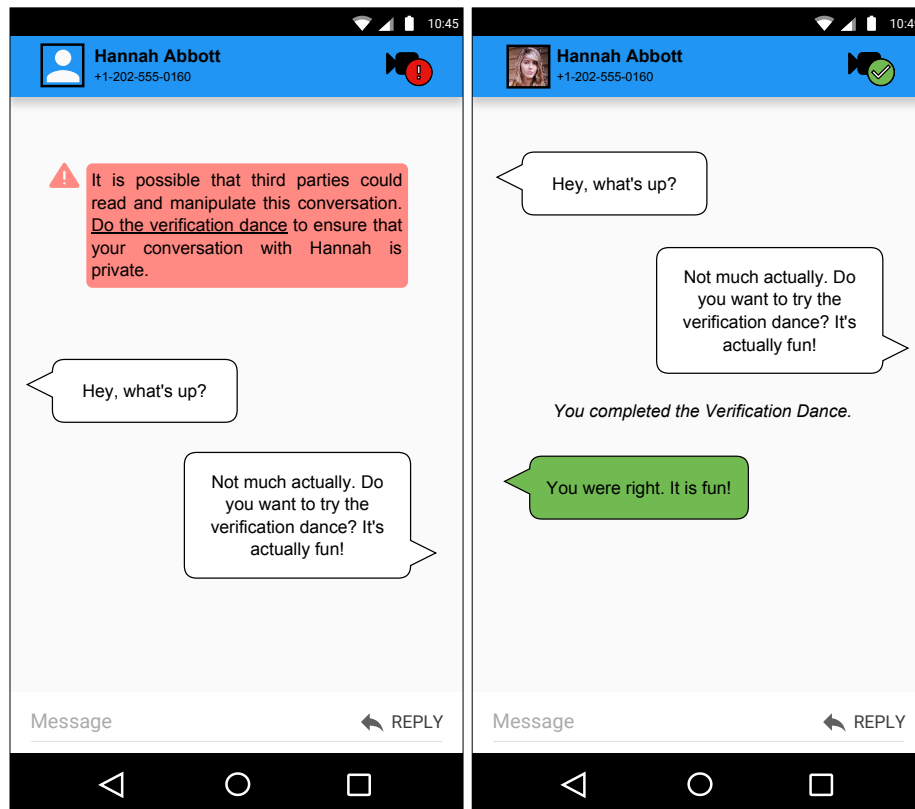 10:45
Hannah Abbott
+1-202-555-0160
It is possible that third parties could
read and manipulate this conversation.
Do the verification dance to ensure that
your conversation with Hannah is
private.
Hey, what's up?
Not much actually. Do
you want to try the
verification dance? It's
actually fun!
Message
REPLY
Hannah Abbott
+1-202-555-0160
Hey, what's up?
Not much actually. Do
you want to try the
verification dance? It's
actually fun!
You completed the Verification Dance.
You were right. It is fun!
Message
REPLY